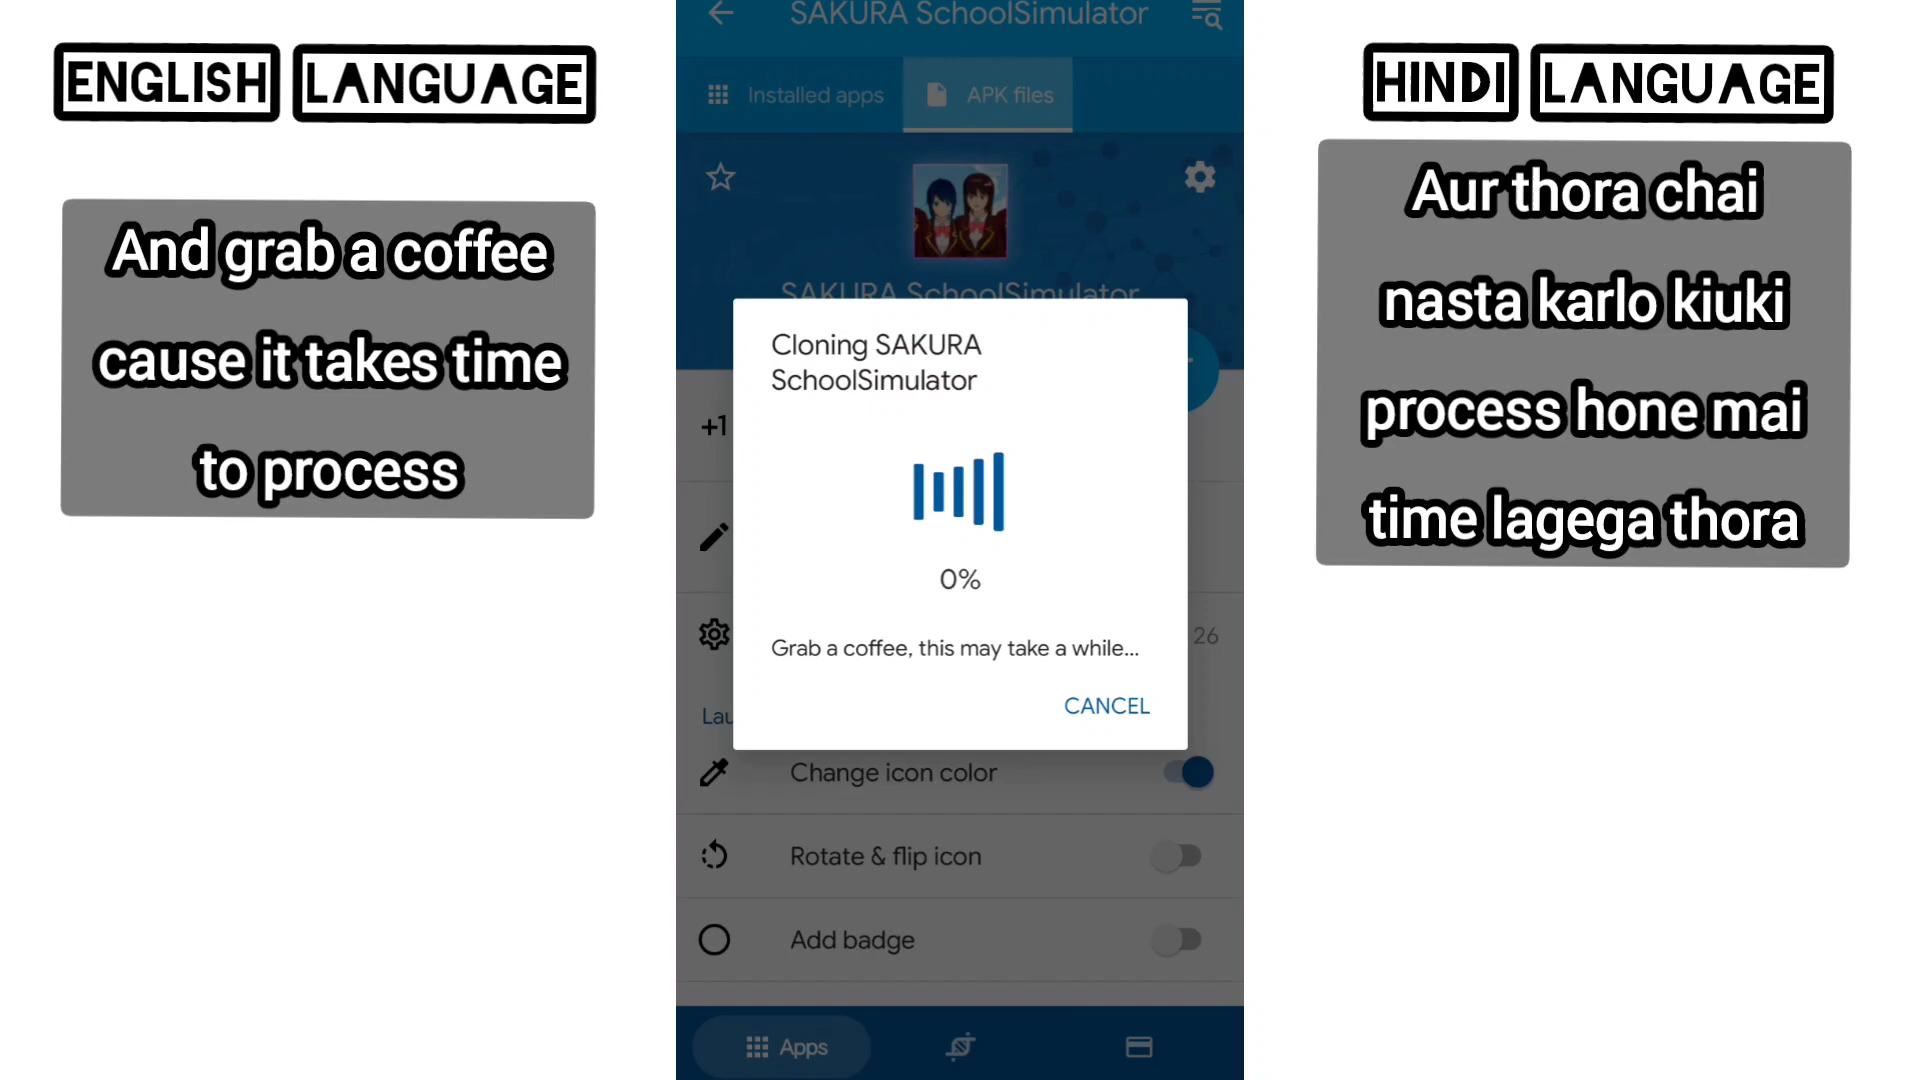 ENGLISH LANGUAGE
And grab a coffee
cause it takes time
to process
SAKURA SchoolSimulator
Installed apps
APK files
SAKURA SchoolSimulator
Cloning SAKURA
SchoolSimulator
0%
Grab a coffee, this may take a while...
CANCEL
+1
26
Lau
Change icon color
Rotate & flip icon
Add badge
Apps
HINDI LANGUAGE
Aur thora chai
nasta karlo kiuki
process hone mai
time lagega thora